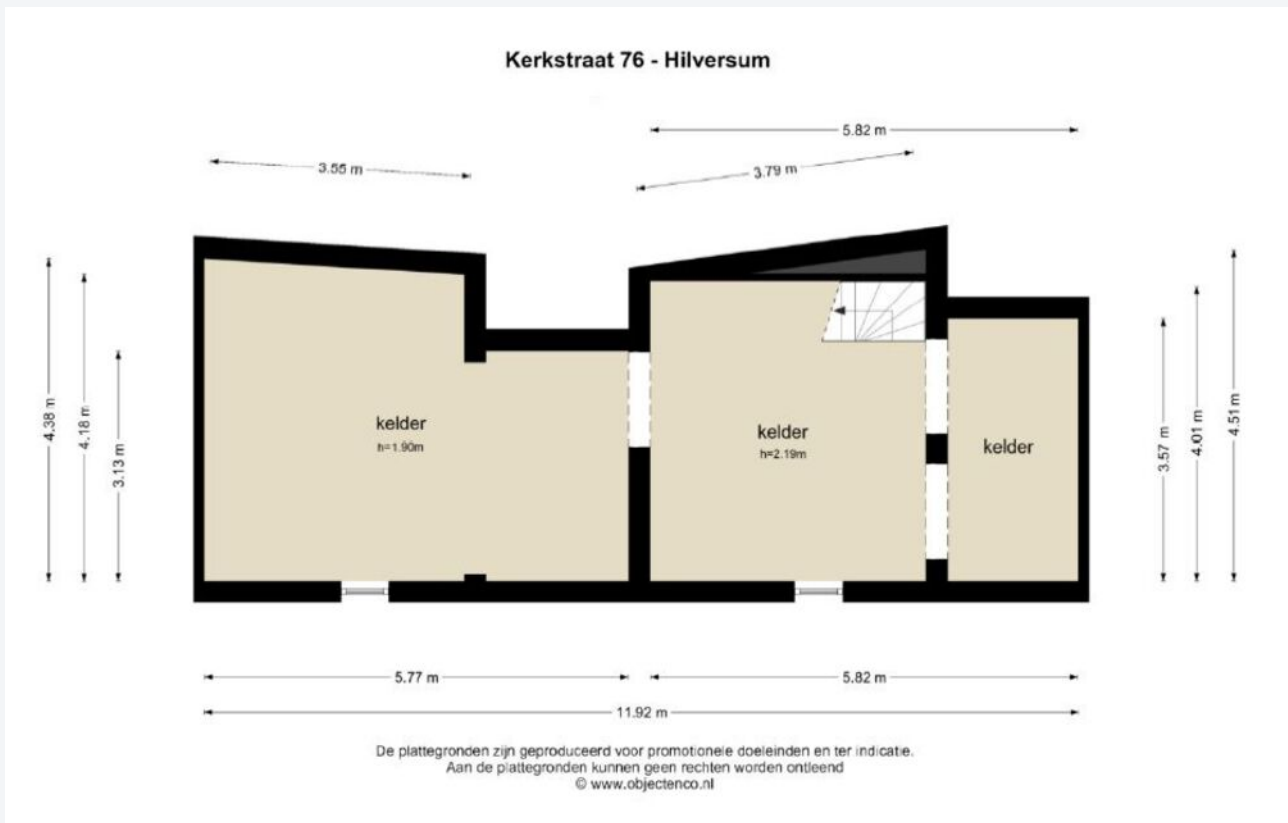 Kerkstraat 76 - Hilversum
5.82 m
3.55 m
3.79 m
4.38 m
4.18 m
3.13 m
kelder
h=1.90m
kelder
h=2.19m
kelder
3.57 m
4.01 m
4.51 m
5.77 m
5.82 m
11.92 m
De plattegronden zijn geproduceerd voor promotionele doeleinden en ter indicatie.
Aan de plattegronden kunnen geen rechten worden ontleend
© www.objectenco.nl